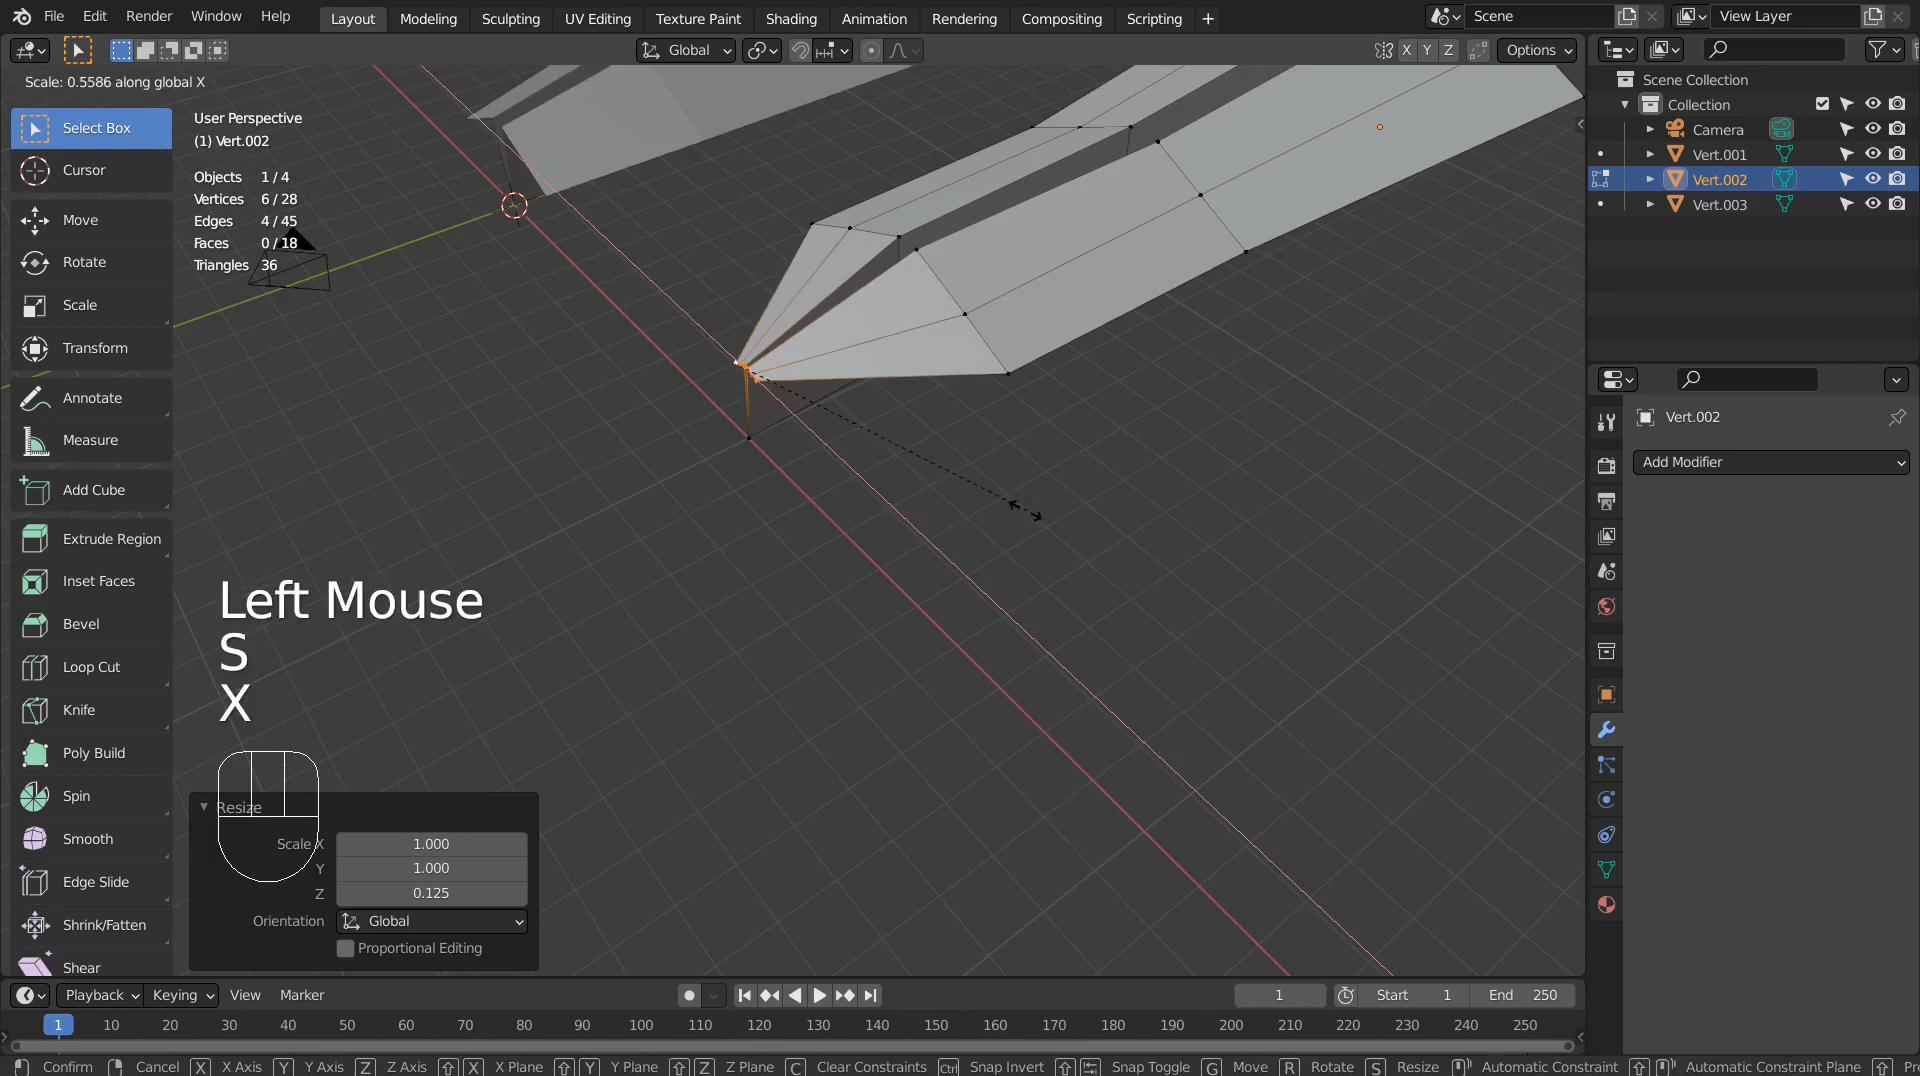 File Edit Render Window Help Layout Modeling Sculpting UV Editing Texture Paint Shading Animation Rendering Compositing Scripting + Scene View Layer
Global X Y Z Options
Scale: 0.5586 along global X
User Perspective
(1) Vert.002
Objects 1 / 4
Vertices 6 / 28
Edges 4 / 45
Faces 0 / 18
Triangles 36
Select Box
Cursor
Move
Rotate
Scale
Transform
Annotate
Measure
Add Cube
Extrude Region
Inset Faces
Bevel
Loop Cut
Knife
Poly Build
Spin
Smooth
Edge Slide
Shrink/Fatten
Shear
Left Mouse
S
X
Resize
Scale X 1.000
Y 1.000
Z 0.125
Orientation Global
Proportional Editing
Scene Collection
Collection
Camera
Vert.001
Vert.002
Vert.003
Vert.002
Add Modifier
Playback Keying View Marker 1 Start 1 End 250
1 10 20 30 40 50 60 70 80 90 100 110 120 130 140 150 160 170 180 190 200 210 220 230 240 250
Confirm Cancel X X Axis Y Y Axis Z Z Axis X X Plane Y Y Plane Z Z Plane C Clear Constraints Ctrl Snap Invert Snap Toggle G Move R Rotate S Resize Automatic Constraint Automatic Constraint Plane